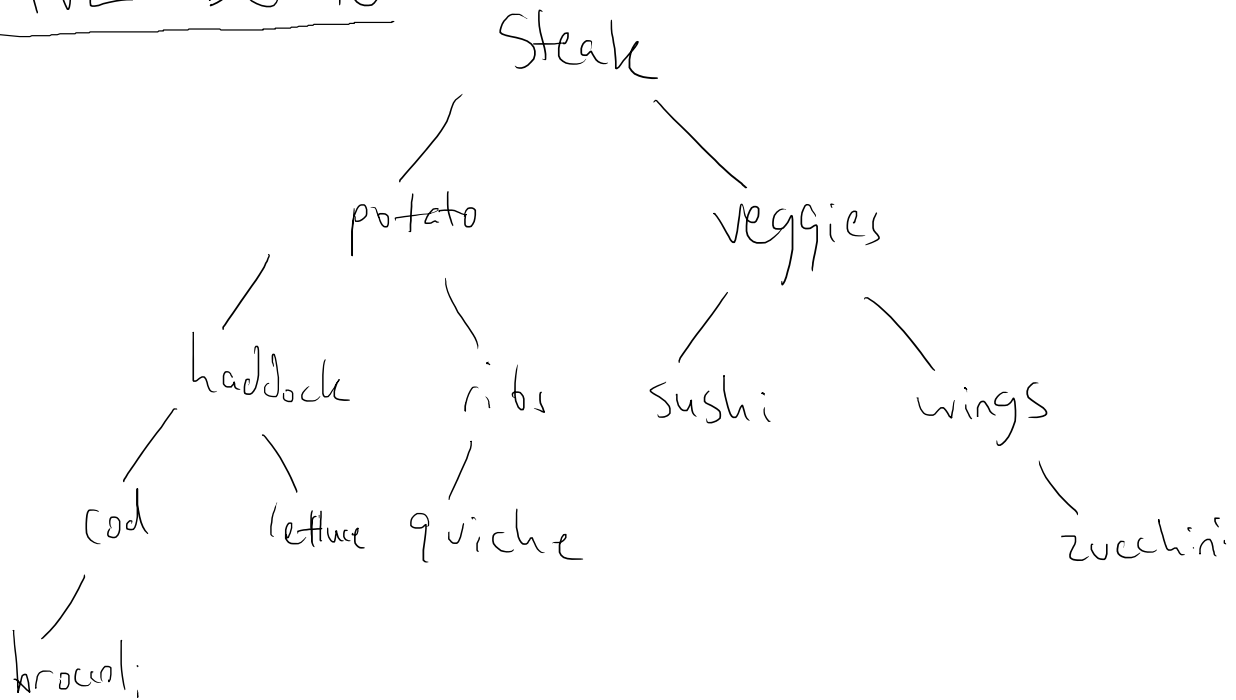 Steak
potato veggies
haddock ribs sushi wings
cod lettuce quiche zucchini
broccoli